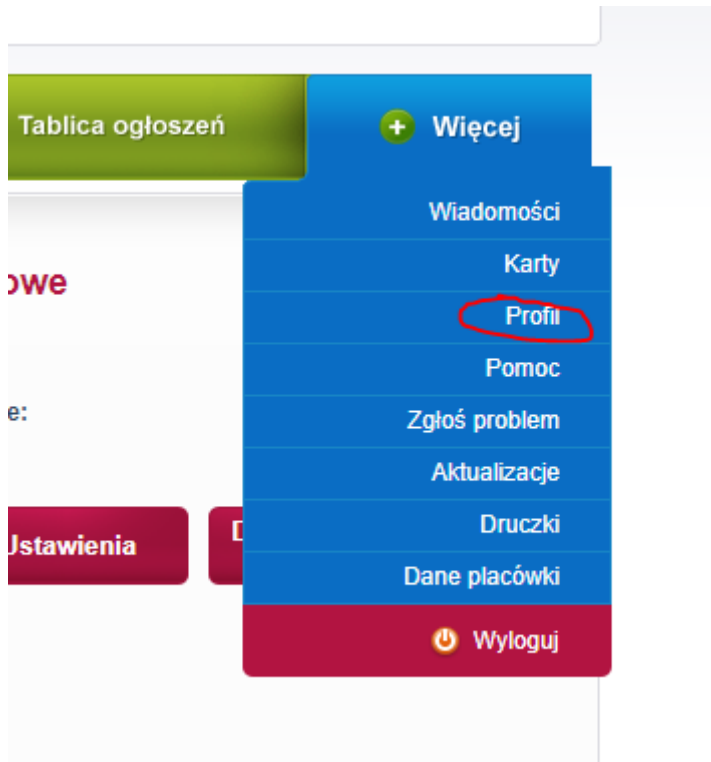 Tablica ogłoszeń
Więcej
Wiadomości
Karty
owe
Profil
Pomoc
e:
Zgłoś problem
Aktualizacje
Druczki
Ustawienia
Dane placówki
Wyloguj